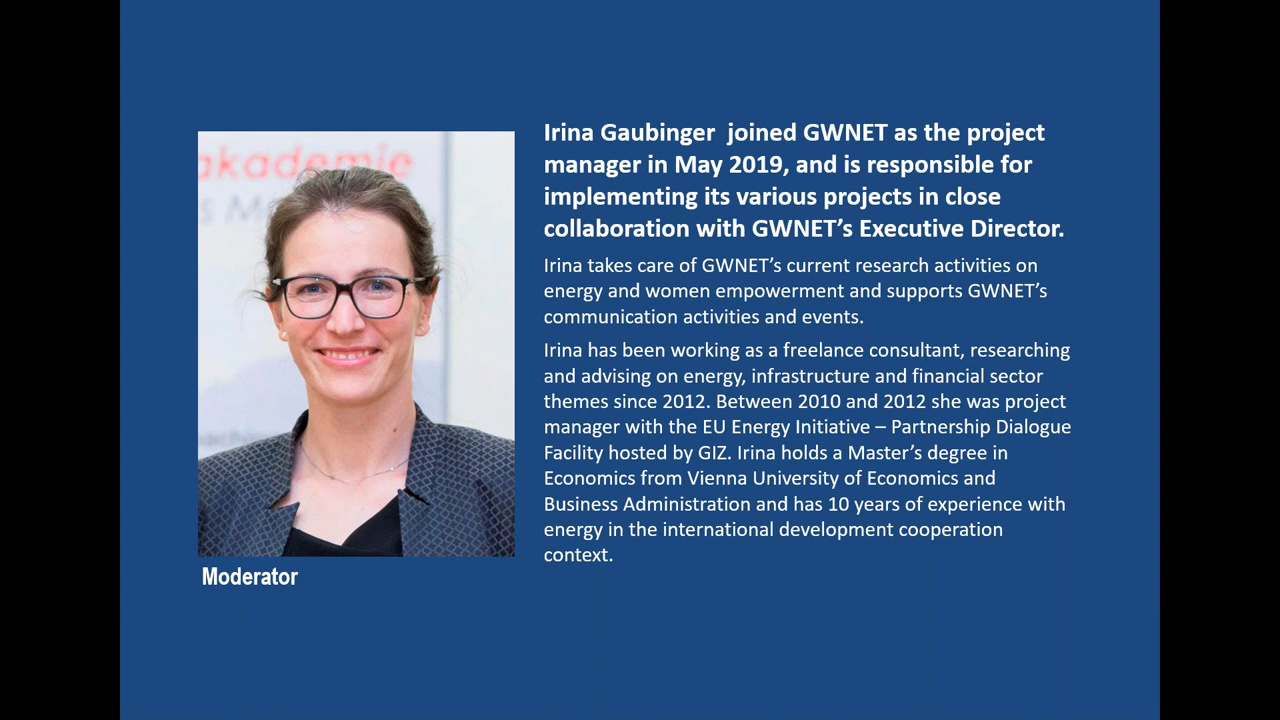 akademie
Irina Gaubinger  joined GWNET as the project
manager in May 2019, and is responsible for
implementing its various projects in close
collaboration with GWNET’s Executive Director.
Irina takes care of GWNET’s current research activities on
energy and women empowerment and supports GWNET’s
communication activities and events.
Irina has been working as a freelance consultant, researching
and advising on energy, infrastructure and financial sector
themes since 2012. Between 2010 and 2012 she was project
manager with the EU Energy Initiative – Partnership Dialogue
Facility hosted by GIZ. Irina holds a Master’s degree in
Economics from Vienna University of Economics and
Business Administration and has 10 years of experience with
energy in the international development cooperation
context.
Moderator